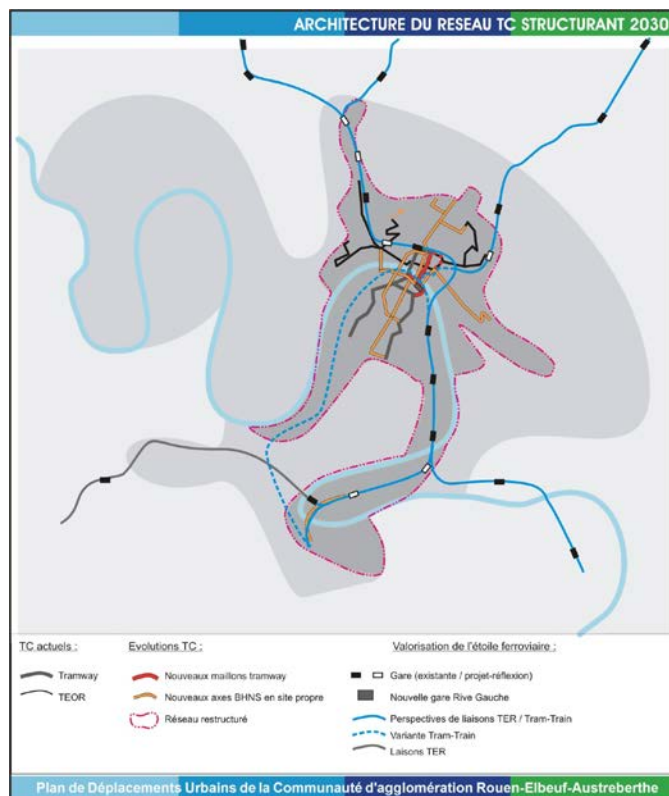 ARCHITECTURE DU RESEAU TC STRUCTURANT 2030
TC actuels :
Tramway
TEOR
Evolutions TC :
Nouveaux maillons tramway
Nouveaux axes BHNS en site propre
Réseau restructuré
Valorisation de l'étoile ferroviaire :
Gare (existante / projet-réflexion)
Nouvelle gare Rive Gauche
Perspectives de liaisons TER / Tram-Train
Variante Tram-Train
Laisons TER
Plan de Déplacements Urbains de la Communauté d'agglomération Rouen-Elbeuf-Austreberthe